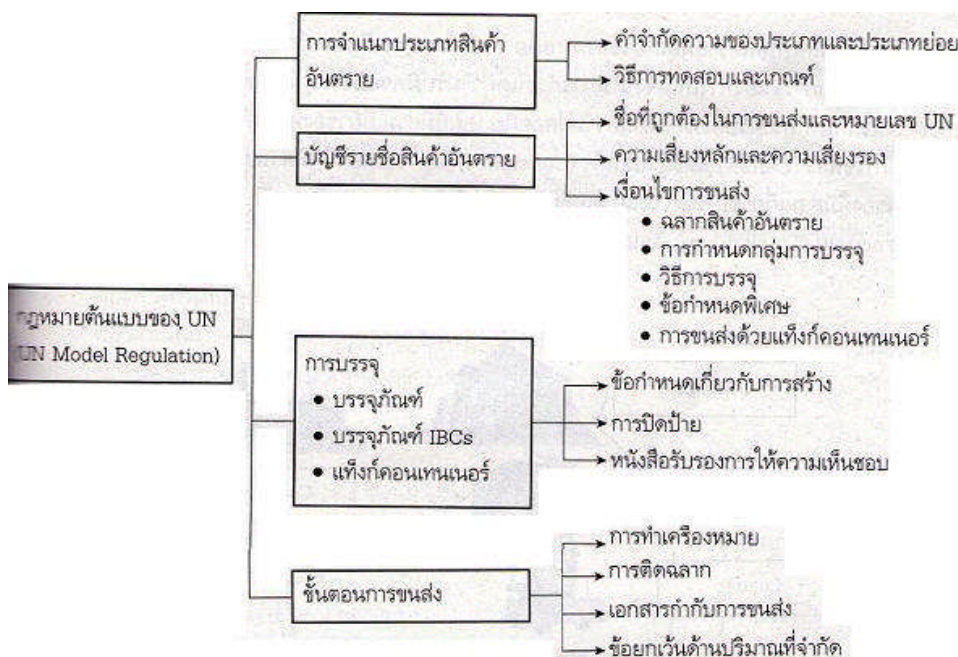 การจำแนกประเภทสินค้า
อันตราย
คำจำกัดความของประเภทและประเภทย่อย
วิธีการทดสอบและเกณฑ์
บัญชีรายชื่อสินค้าอันตราย
ชื่อที่ถูกต้องในการขนส่งและหมายเลข UN
ความเสี่ยงหลักและความเสี่ยงรอง
เงื่อนไขการขนส่ง
● ฉลากสินค้าอันตราย
● การกำหนดกลุ่มการบรรจุ
● วิธีการบรรจุ
● ข้อกำหนดพิเศษ
● การขนส่งด้วยแท็งก์คอนเทนเนอร์
กฎหมายต้นแบบของ UN
UN Model Regulation)
การบรรจุ
● บรรจุภัณฑ์
● บรรจุภัณฑ์ IBCs
● แท็งก์คอนเทนเนอร์
ข้อกำหนดเกี่ยวกับการสร้าง
การปิดป้าย
หนังสือรับรองการให้ความเห็นชอบ
ขั้นตอนการขนส่ง
การทำเครื่องหมาย
การติดฉลาก
เอกสารกำกับการขนส่ง
ข้อยกเว้นด้านปริมาณที่จำกัด